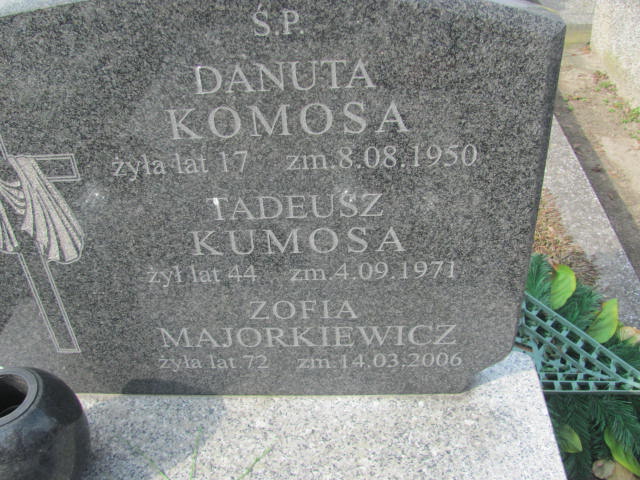 Ś.P.
DANUTA
KOMOSA
żyła lat 17 zm.8.08.1950
TADEUSZ
KUMOSA
żył lat 44 zm.4.09.1971
ZOFIA
MAJORKIEWICZ
żyła lat.72 zm.14.03.2006